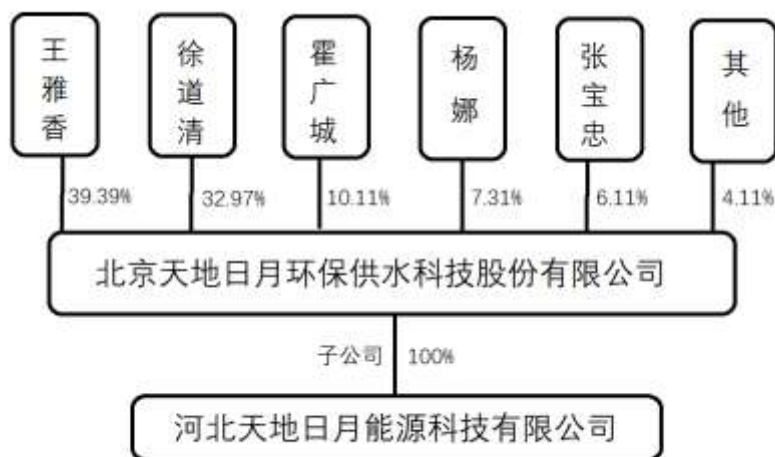 王雅香
徐道清
霍广城
杨娜
张宝忠
其他
39.39%
32.97%
10.11%
7.31%
6.11%
4.11%
北京天地日月环保供水科技股份有限公司
子公司 100%
河北天地日月能源科技有限公司